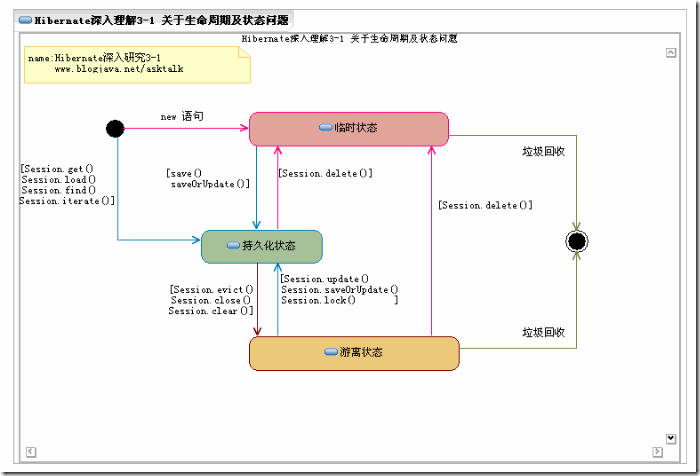 Hibernate深入理解3-1 关于生命周期及状态问题
Hibernate深入理解3-1 关于生命周期及状态问题
name:Hibernate深入研究3-1
www.blogjava.net/asktalk
new 语句
临时状态
垃圾回收
[Session.get()
Session.load()
Session.find()
Session.iterate()]
[save()
saveOrUpdate()]
[Session.delete()]
[Session.delete()]
持久化状态
[Session.evict()
Session.close()
Session.clear()]
[Session.update()
Session.saveOrUpdate()
Session.lock() ]
垃圾回收
游离状态